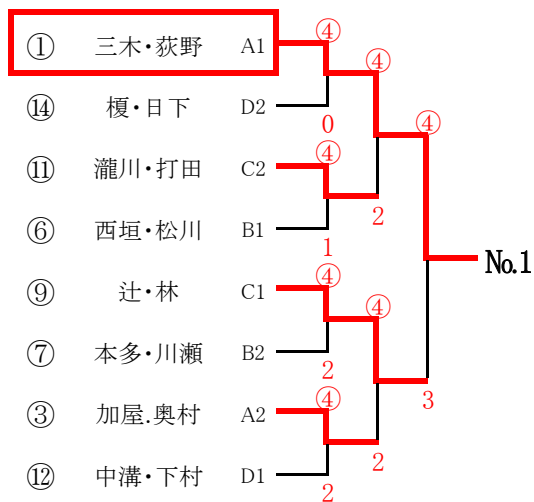 ④
① 三木・荻野 A1
④
⑭ 榎・日下 D2
0
④
④
⑪ 瀧川・打田 C2
2
⑥ 西垣・松川 B1
1
No.1
④
⑨ 辻・林 C1
④
⑦ 本多・川瀬 B2
2
3
④
③ 加屋.奥村 A2
2
⑫ 中溝・下村 D1
2